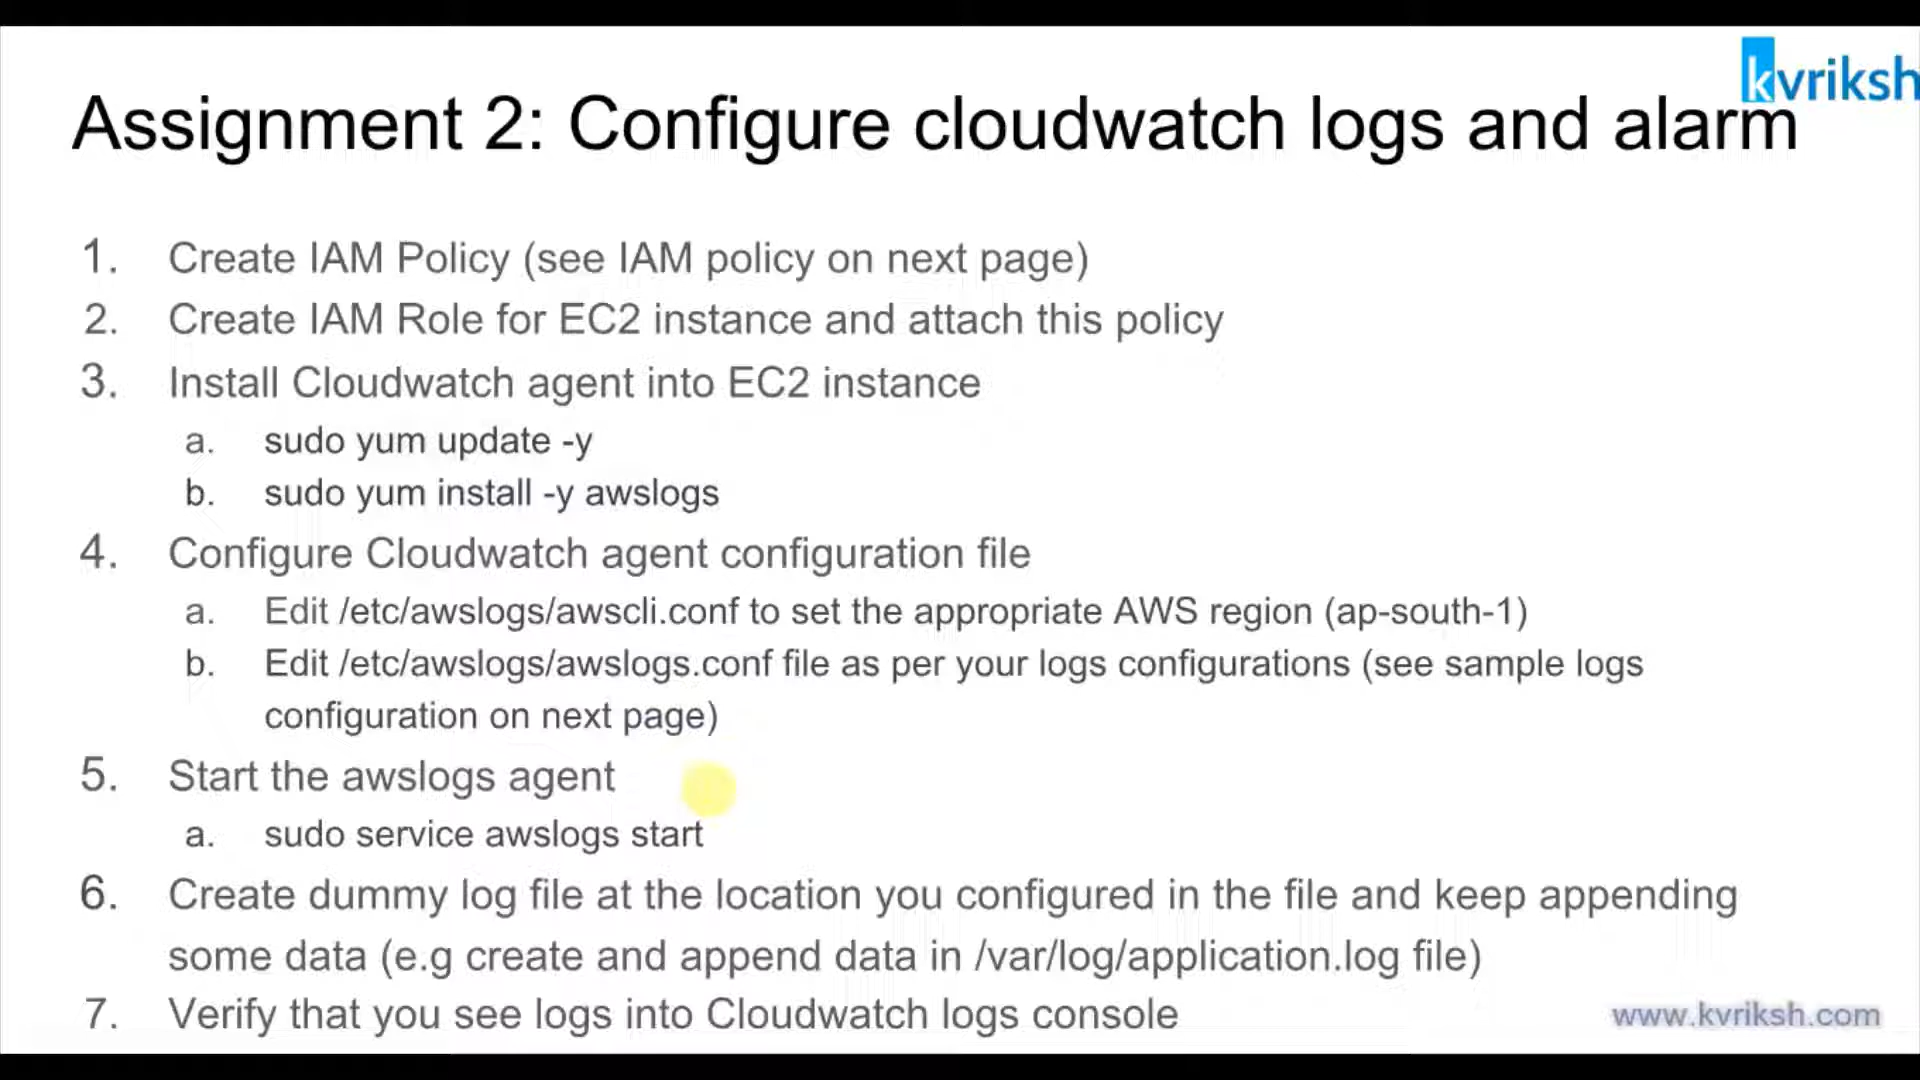 kvriksh
Assignment 2: Configure cloudwatch logs and alarm
1. Create IAM Policy (see IAM policy on next page)
2. Create IAM Role for EC2 instance and attach this policy
3. Install Cloudwatch agent into EC2 instance
a. sudo yum update -y
b. sudo yum install -y awslogs
4. Configure Cloudwatch agent configuration file
a. Edit /etc/awslogs/awscli.conf to set the appropriate AWS region (ap-south-1)
b. Edit /etc/awslogs/awslogs.conf file as per your logs configurations (see sample logs
configuration on next page)
5. Start the awslogs agent
a. sudo service awslogs start
6. Create dummy log file at the location you configured in the file and keep appending
some data (e.g create and append data in /var/log/application.log file)
7. Verify that you see logs into Cloudwatch logs console
www.kvriksh.com